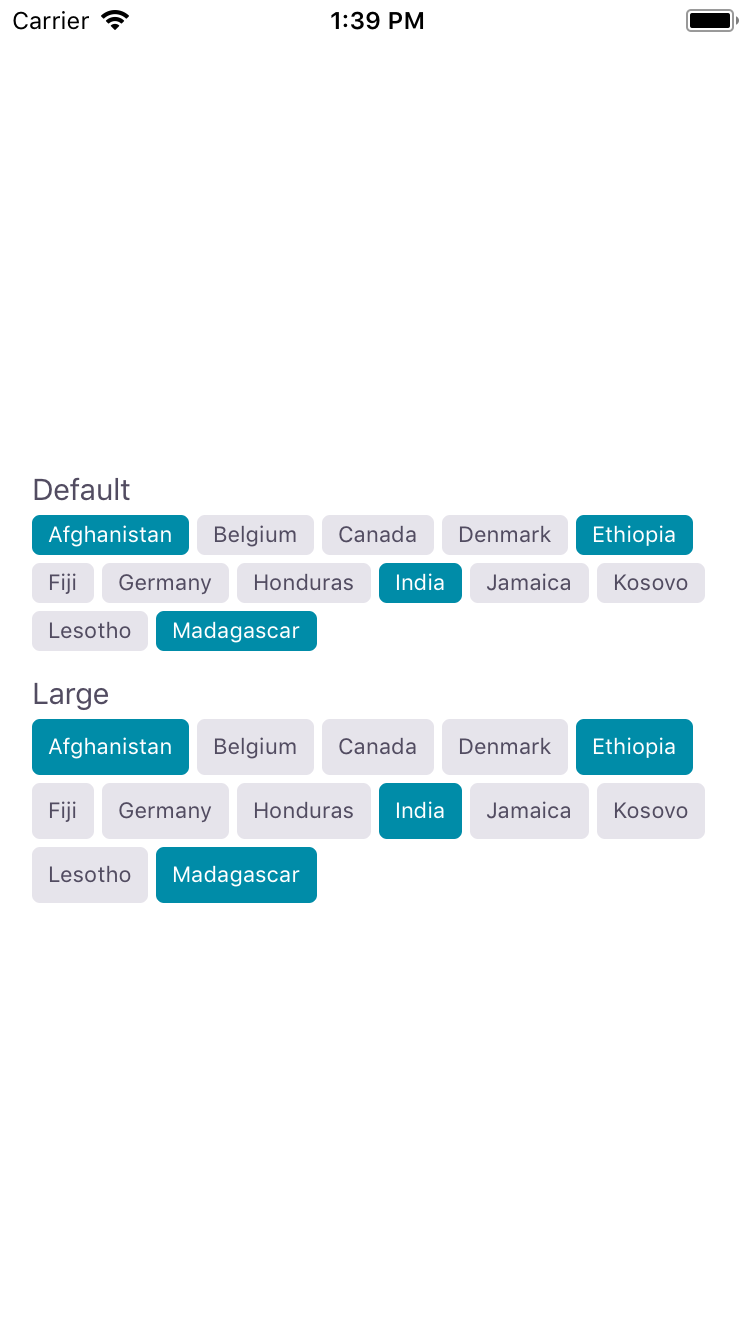 Carrier 1:39 PM
Default
Afghanistan Belgium Canada Denmark Ethiopia
Fiji Germany Honduras India Jamaica Kosovo
Lesotho Madagascar
Large
Afghanistan Belgium Canada Denmark Ethiopia
Fiji Germany Honduras India Jamaica Kosovo
Lesotho Madagascar